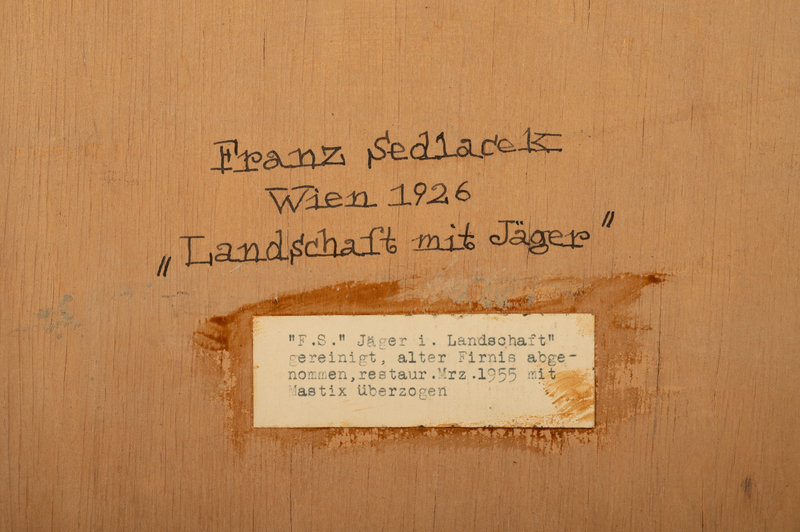 Franz Sedlacek
Wien 1926
„Landschaft mit Jäger"
"F.S." Jäger i. Landschaft"
gereinigt, alter Firnis abge-
nommen,restaur.Mrz.1955 mit
Mastix überzogen